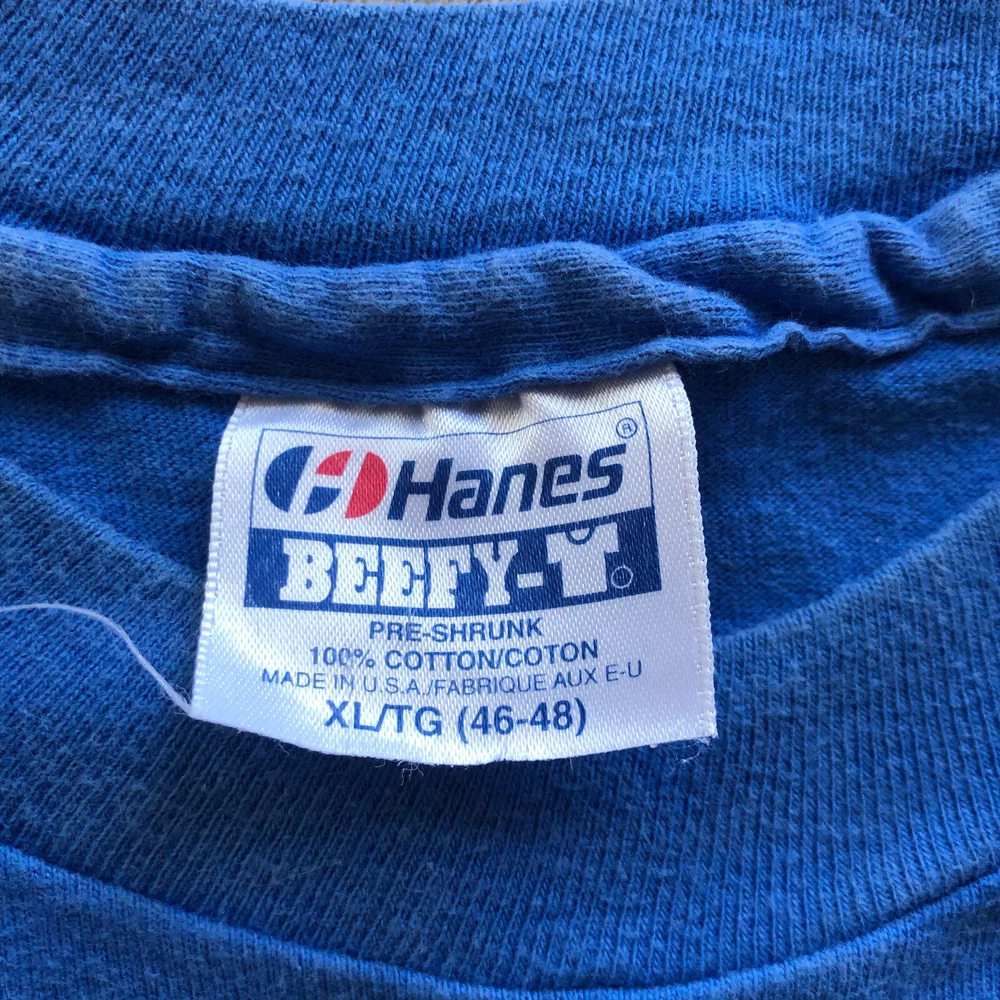 Hanes®
BEEFY-T®
PRE-SHRUNK
100% COTTON/COTON
MADE IN U.S.A./FABRIQUE AUX E-U
XL/TG (46-48)